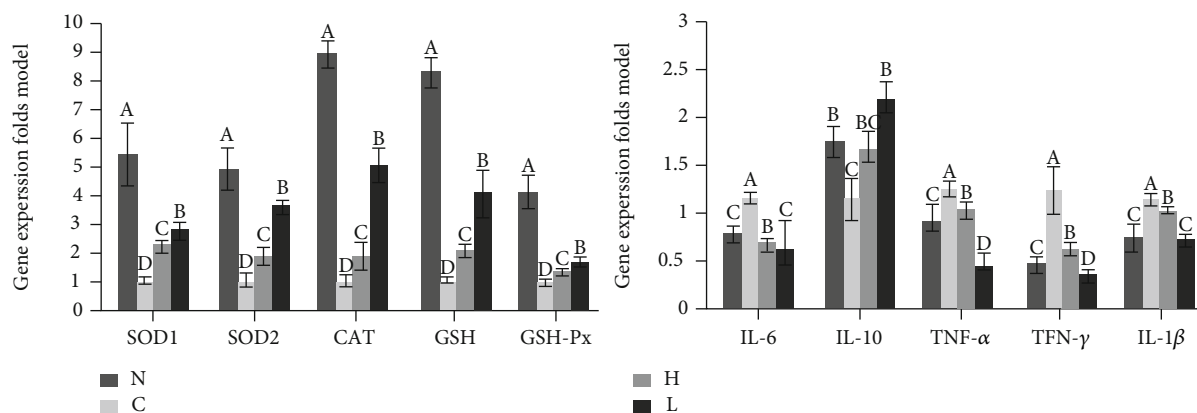 Gene experssion folds model
10
9
8
7
6
5
4
3
2
1
0
A
D
C
B
A
D
C
B
A
D
C
B
A
D
C
B
A
D
C
B
SOD1 SOD2 CAT GSH GSH-Px
N
C
Gene experssion folds model
3
2.5
2
1.5
1
0.5
0
C
A
B
C
B
C
BC
B
C
A
B
D
C
A
B
D
C
A
B
C
IL-6 IL-10 TNF-α TFN-γ IL-1β
H
L